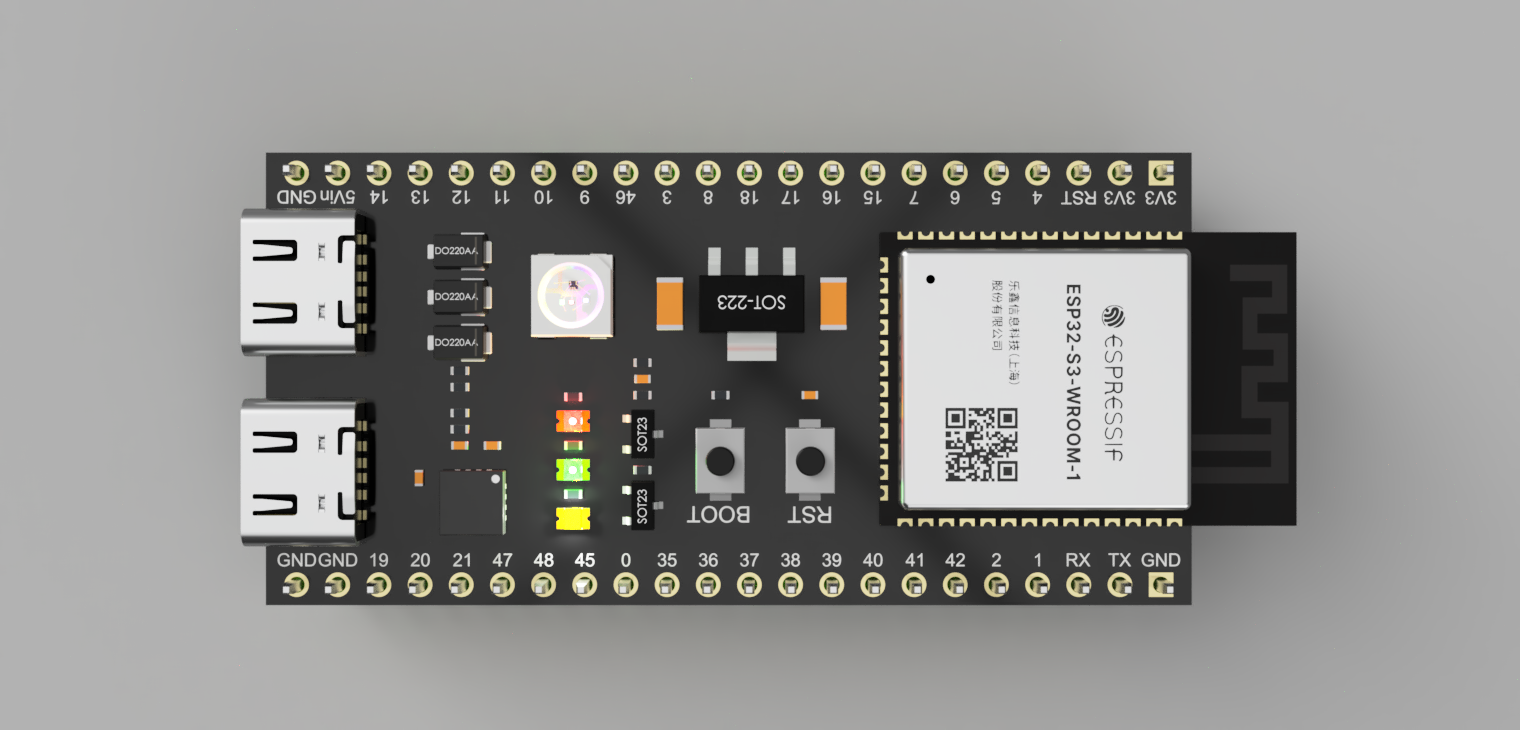 GND 5Vin 14 13 12 11 10 9 46 3 8 18 17 16 15 7 6 5 4 RST 3V3 3V3
DO220AA
DO220AA
DO220AA
SOT-223
SOT23
SOT23
BOOT
RST
ESPRESSIF
ESP32-S3-WROOM-1
乐鑫信息科技(上海)
股份有限公司
GND GND 19 20 21 47 48 45 0 35 36 37 38 39 40 41 42 2 1 RX TX GND